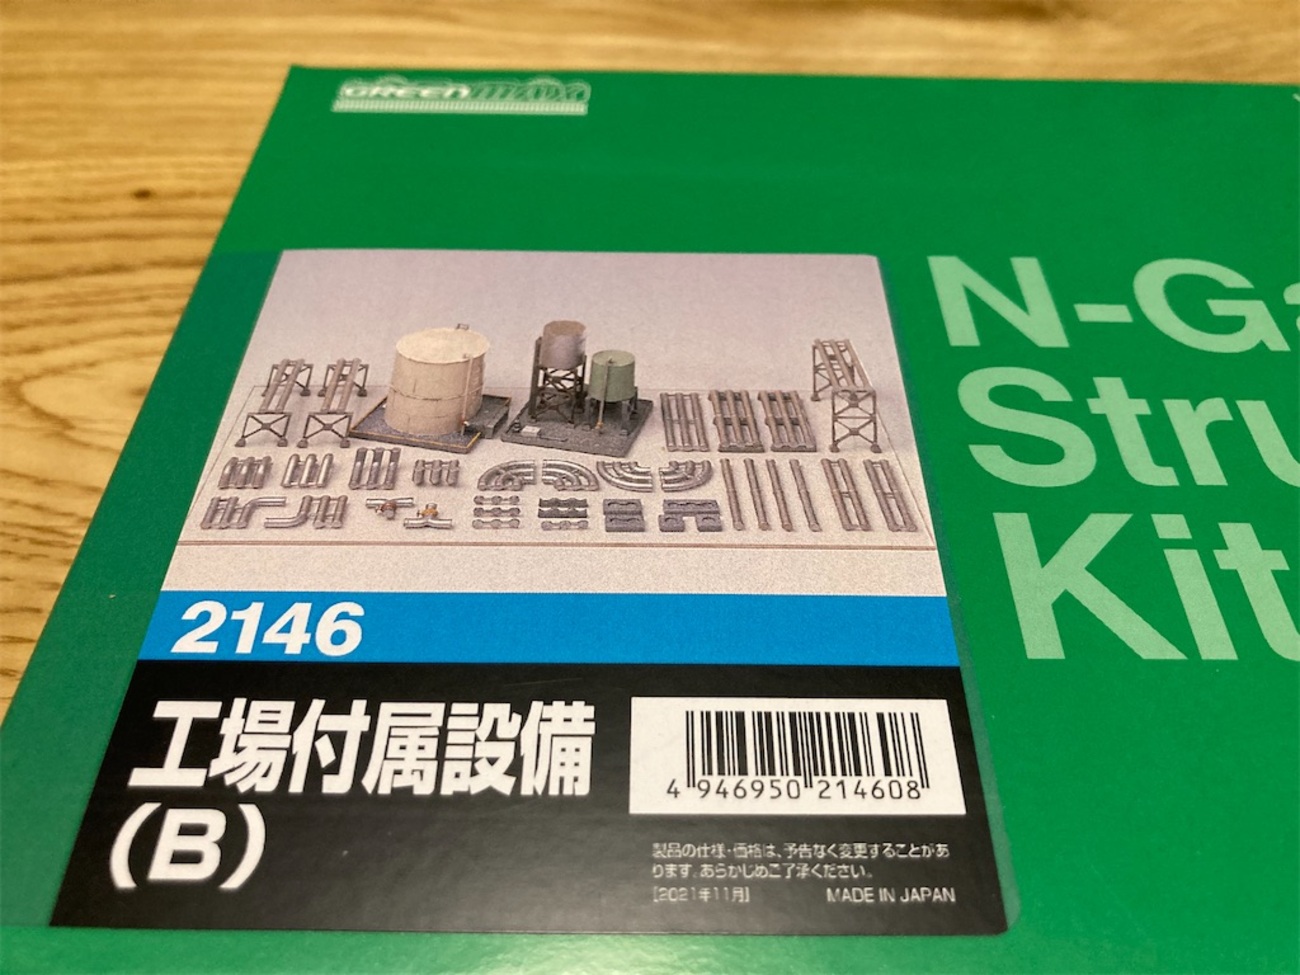 GREENMAX
N-Ga
Stru
Kit
2146
工場付属設備
(B)
4 946950 214608
製品の仕様・価格は、予告なく変更することがあ
ります。あらかじめご了承ください。
[2021年11月]
MADE IN JAPAN